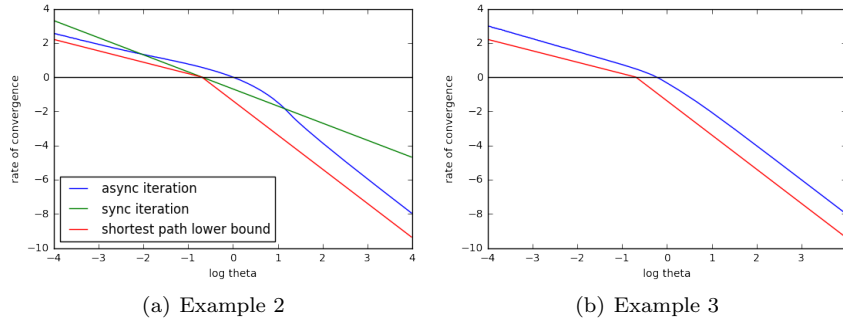 4
2
0
−2
−4
−6
−8
−10
rate of convergence
async iteration
sync iteration
shortest path lower bound
−4 −3 −2 −1 0 1 2 3 4
log theta
(a) Example 2
4
2
0
−2
−4
−6
−8
−10
rate of convergence
−4 −3 −2 −1 0 1 2 3 4
log theta
(b) Example 3